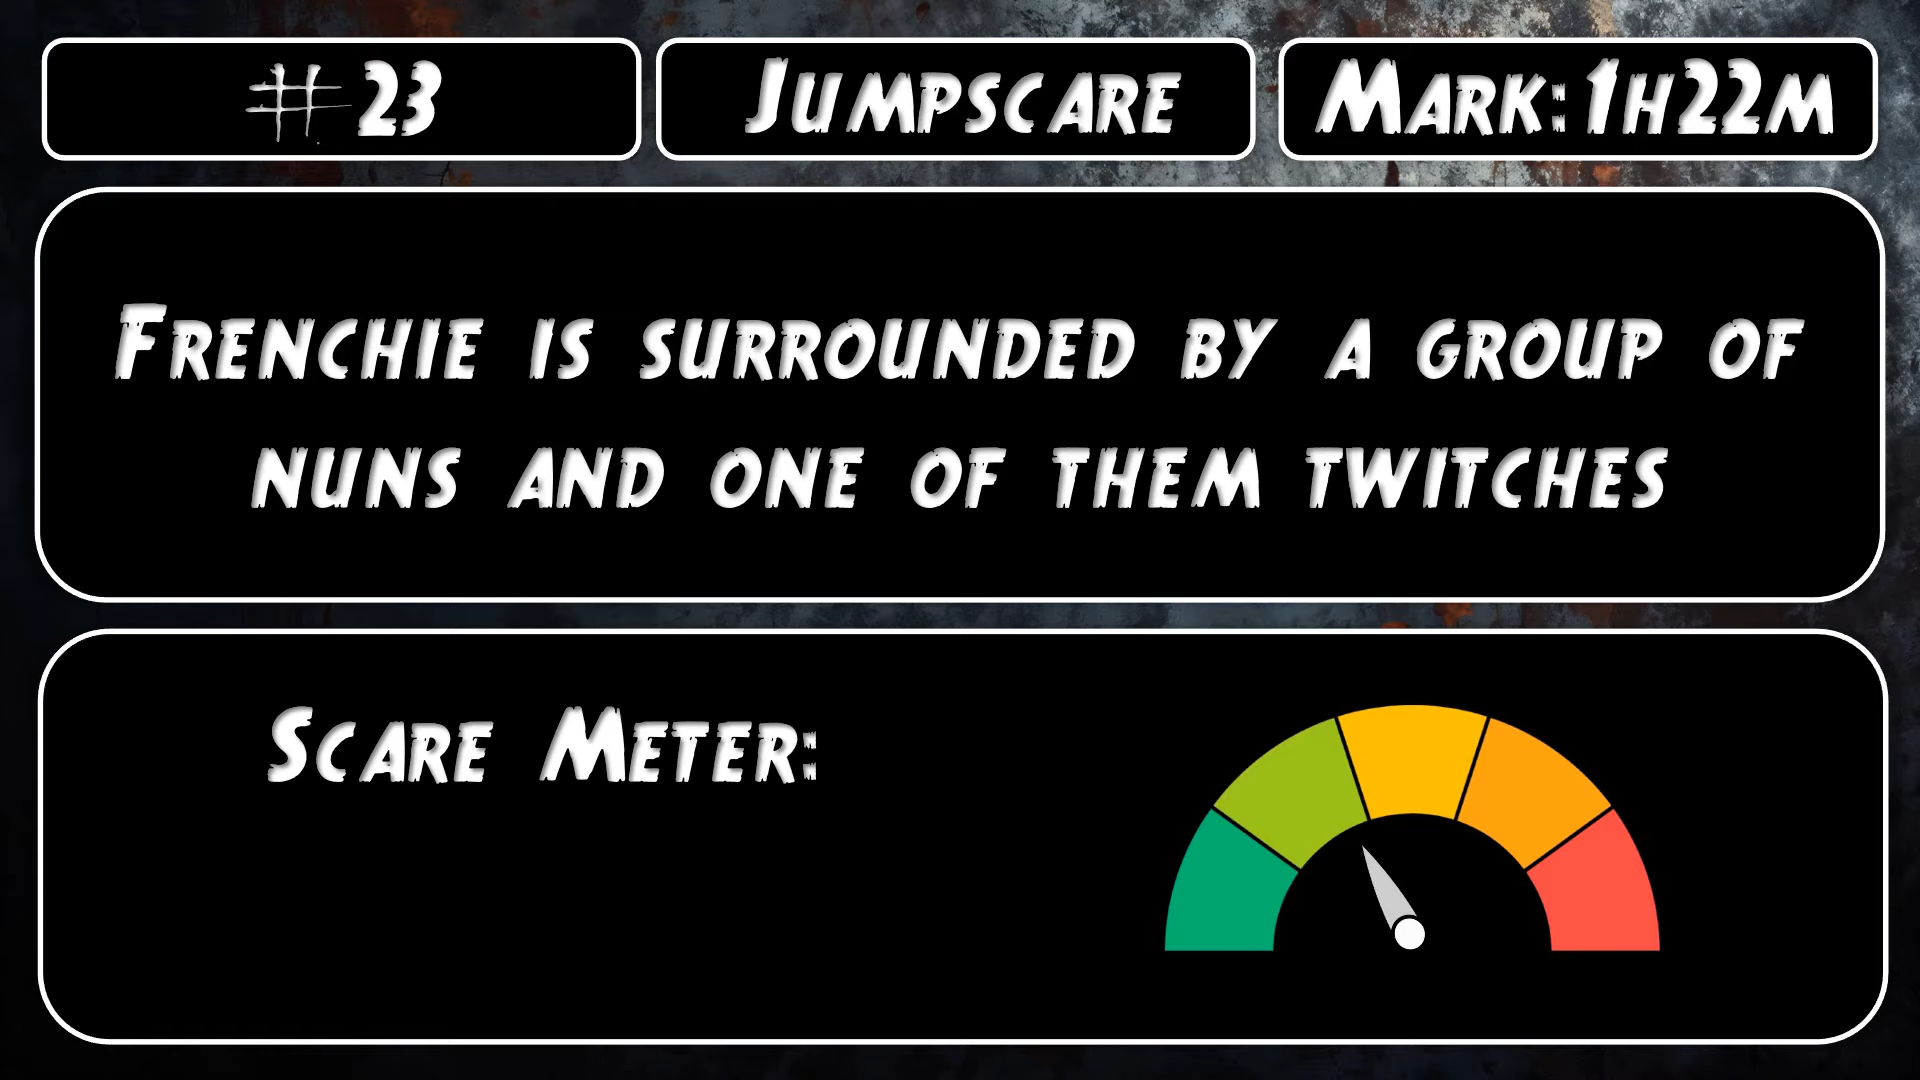 #23
Jumpscare
Mark: 1h22m
Frenchie is surrounded by a group of
nuns and one of them twitches
Scare Meter: